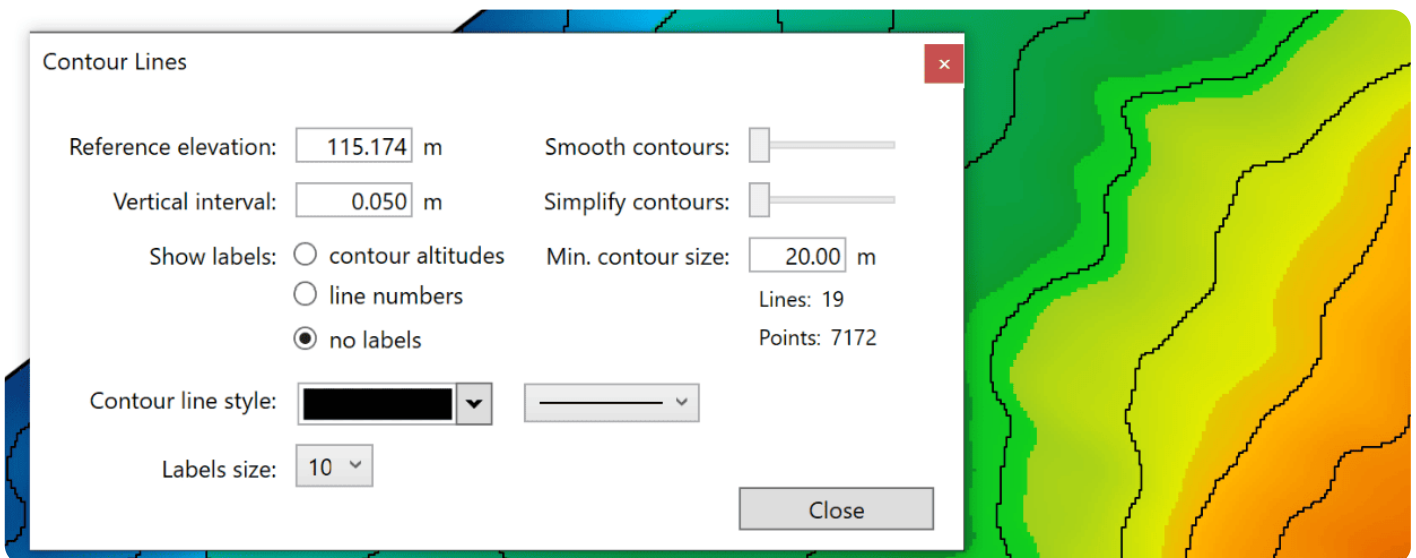 Contour Lines
Reference elevation: 115.174 m
Smooth contours:
Vertical interval: 0.050 m
Simplify contours:
Show labels: contour altitudes
Min. contour size: 20.00 m
line numbers
Lines: 19
no labels
Points: 7172
Contour line style:
Labels size: 10
Close